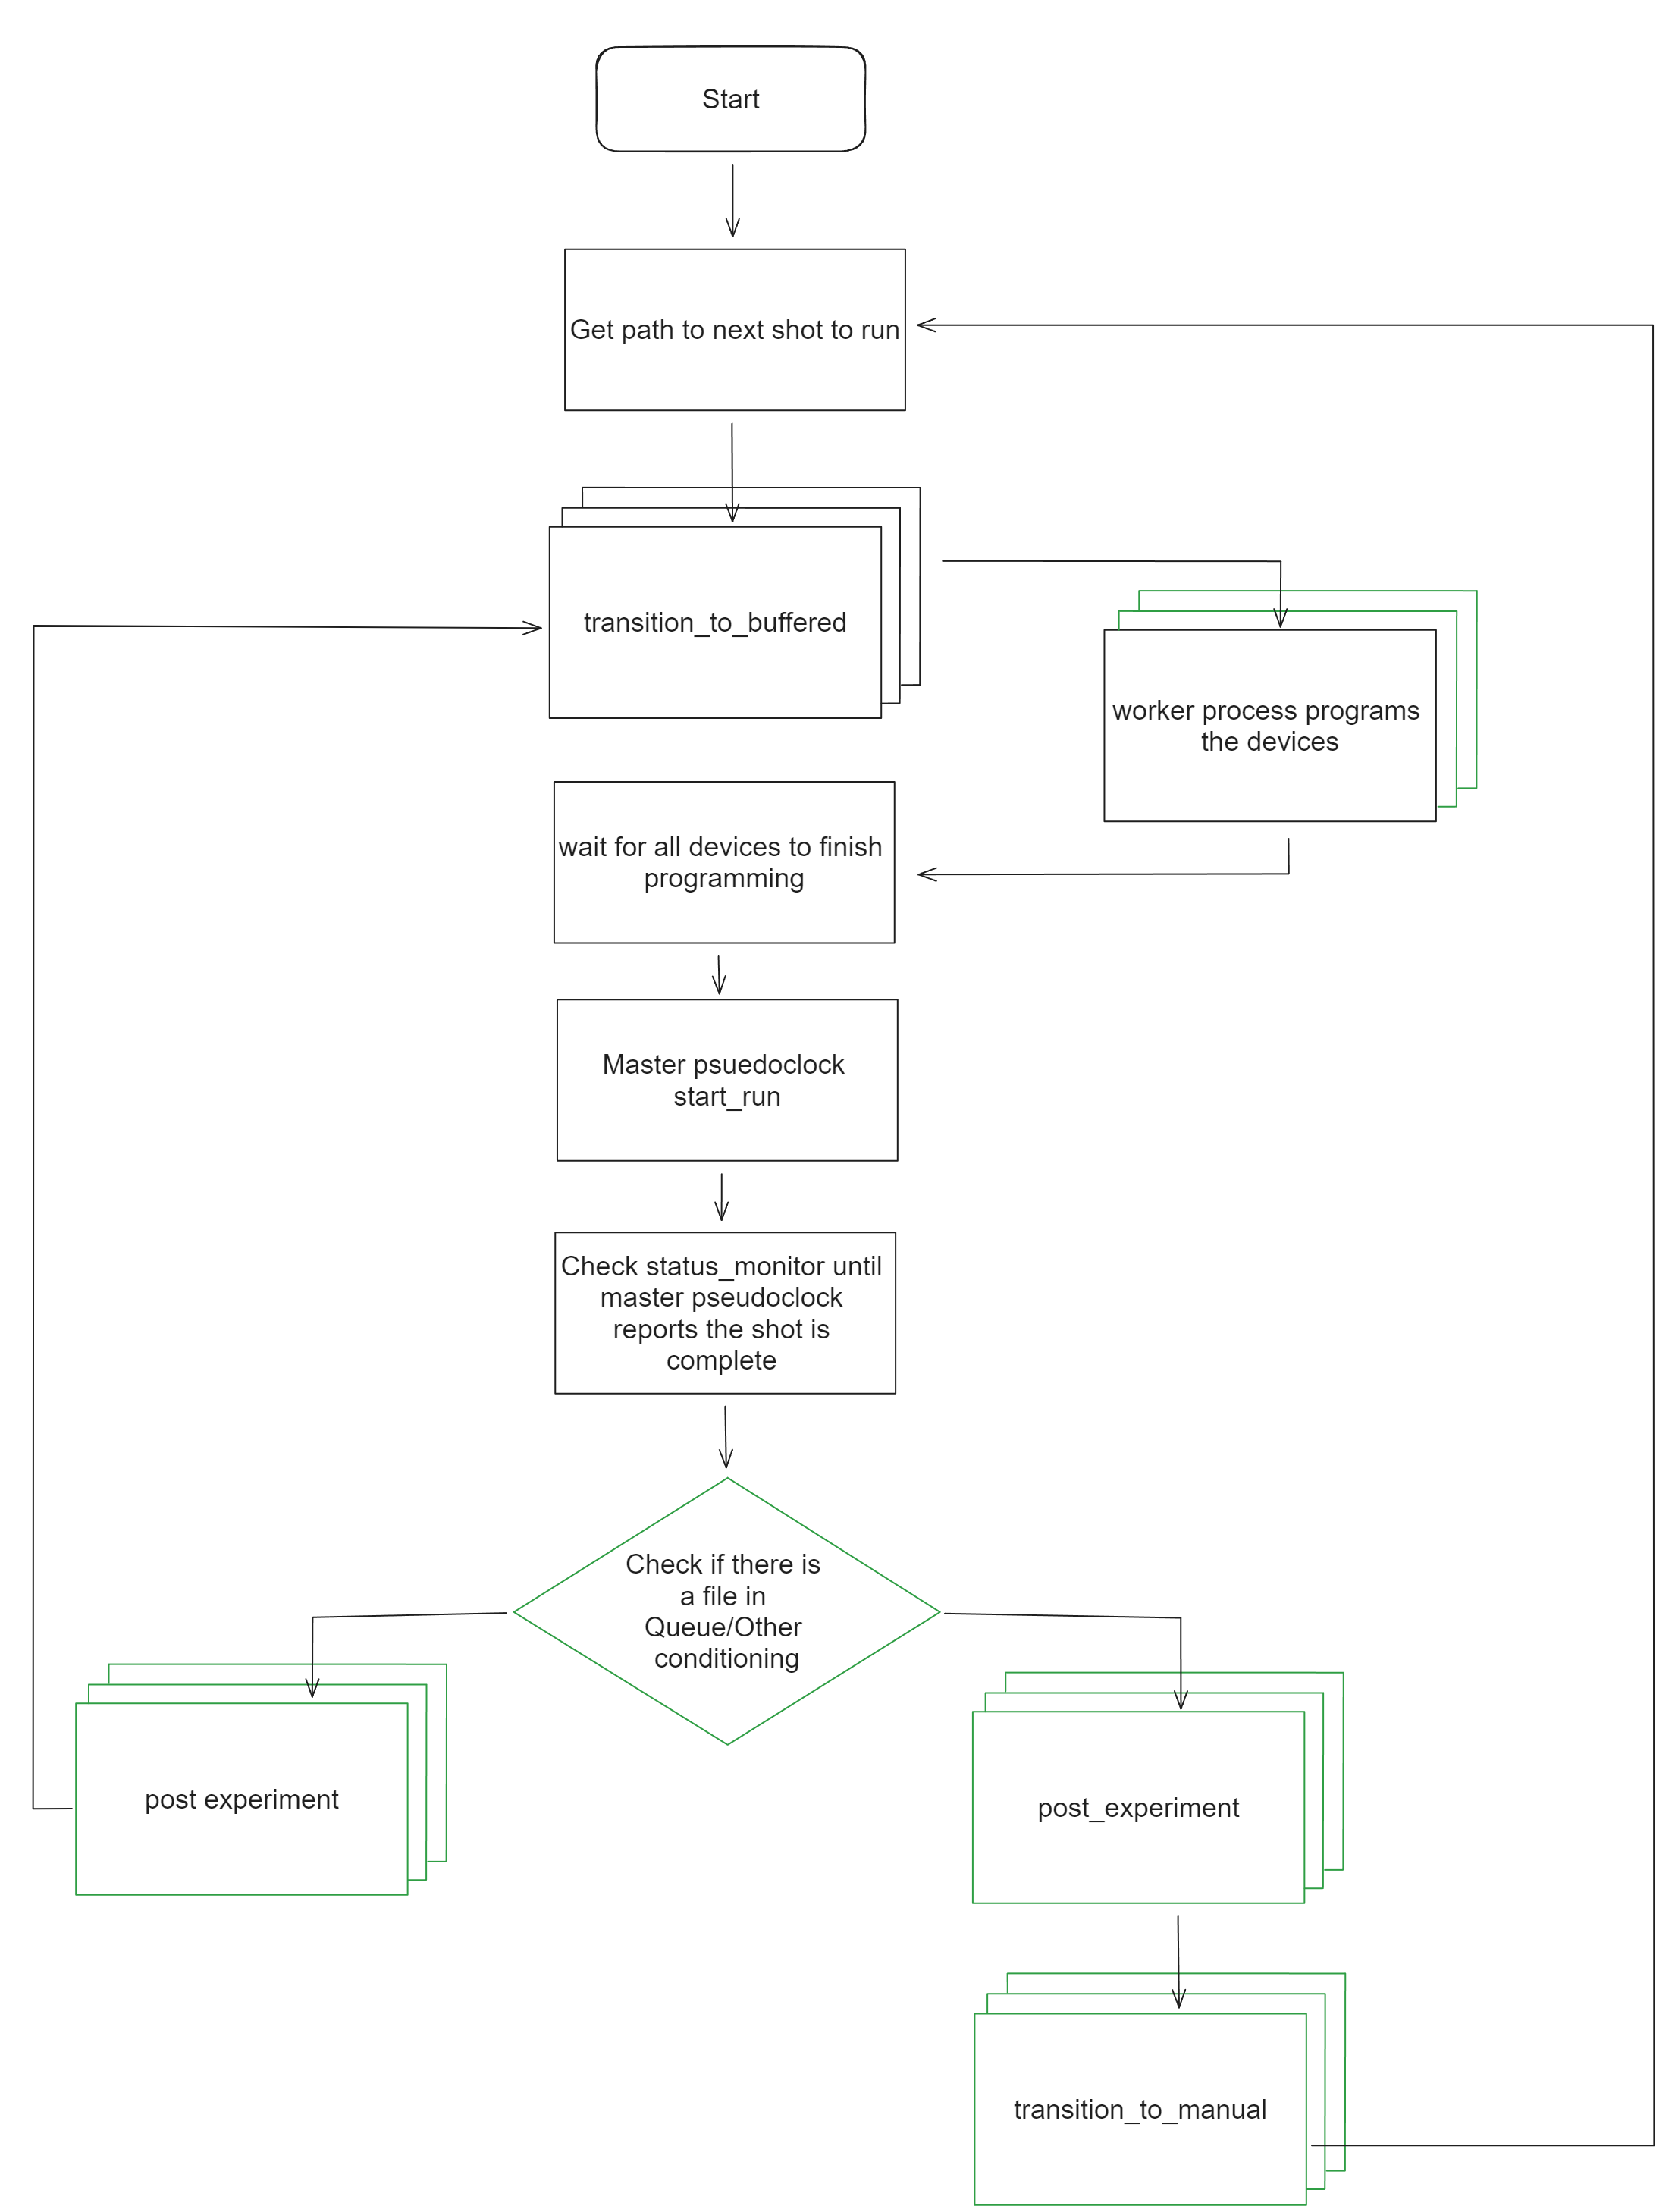 Start
Get path to next shot to run
transition_to_buffered
worker process programs
the devices
wait for all devices to finish
programming
Master psuedoclock
start_run
Check status_monitor until
master pseudoclock
reports the shot is
complete
Check if there is
a file in
Queue/Other
conditioning
post experiment
post_experiment
transition_to_manual